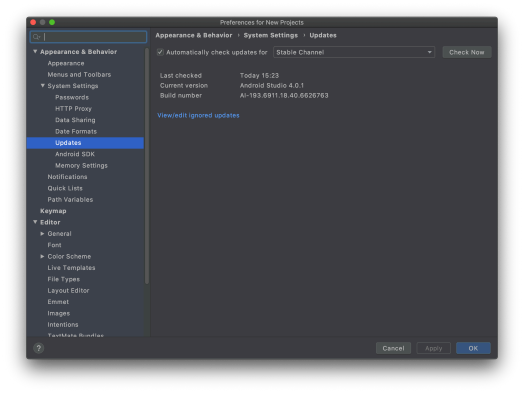 Preferences for New Projects
Appearance & Behavior › System Settings › Updates
Appearance & Behavior
Appearance
Menus and Toolbars
System Settings
Passwords
HTTP Proxy
Data Sharing
Date Formats
Updates
Android SDK
Memory Settings
Notifications
Quick Lists
Path Variables
Keymap
Editor
General
Font
Color Scheme
Live Templates
File Types
Layout Editor
Emmet
Images
Intentions
TextMate Bundles
Automatically check updates for Stable Channel Check Now
Last checked Today 15:23
Current version Android Studio 4.0.1
Build number AI-193.6911.18.40.6626763
View/edit ignored updates
? Cancel Apply OK